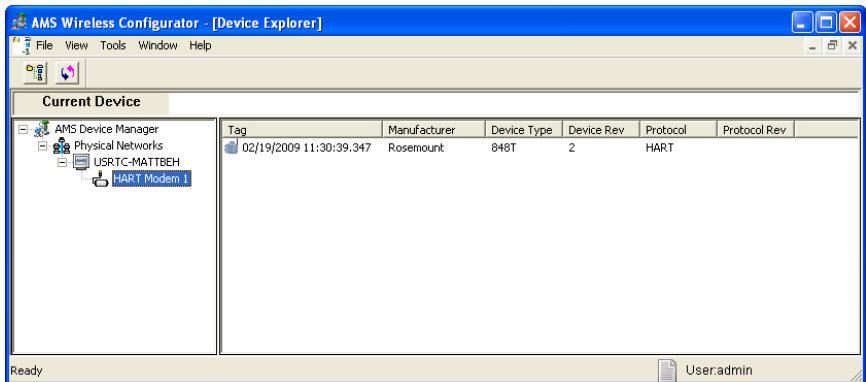 AMS Wireless Configurator - [Device Explorer]
File View Tools Window Help
Current Device
AMS Device Manager
Physical Networks
USRTC-MATTBEH
HART Modem 1
Tag Manufacturer Device Type Device Rev Protocol Protocol Rev
02/19/2009 11:30:39.347 Rosemount 848T 2 HART
Ready User:admin